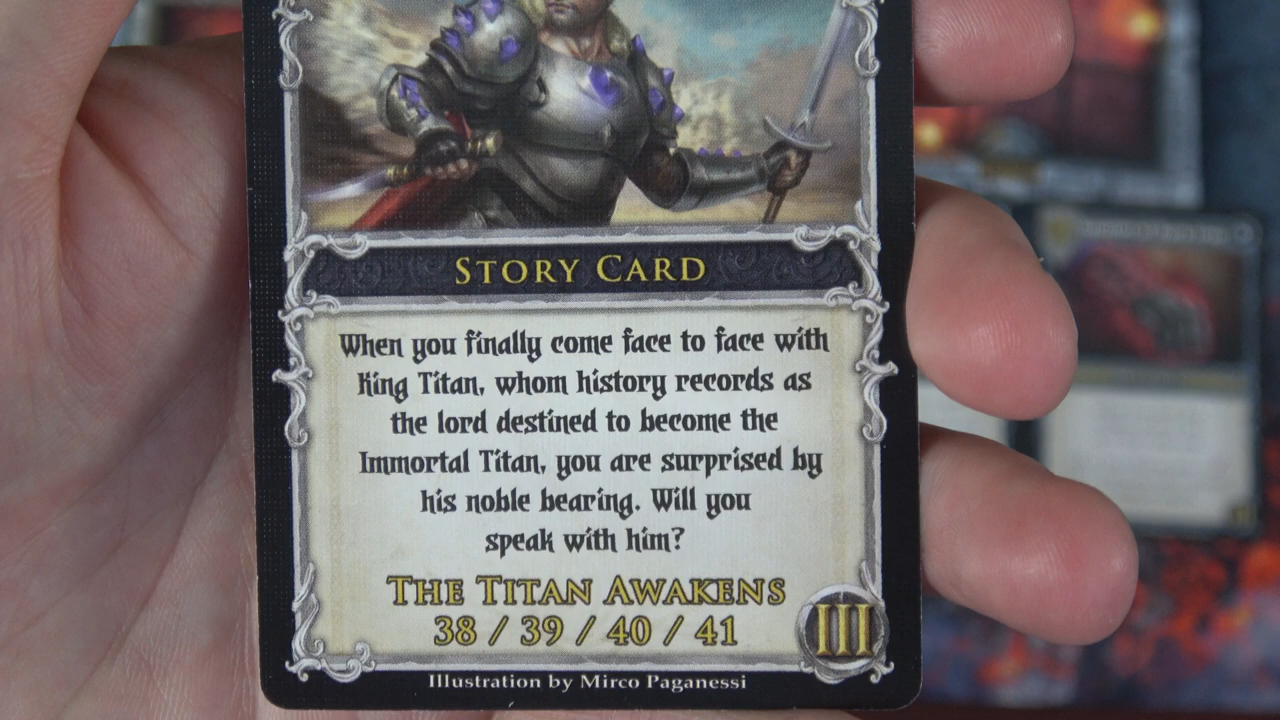 STORY CARD
When you finally come face to face with
King Titan, whom history records as
the lord destined to become the
Immortal Titan, you are surprised by
his noble bearing. Will you
speak with him?
THE TITAN AWAKENS
38 / 39 / 40 / 41
III
Illustration by Mirco Paganessi